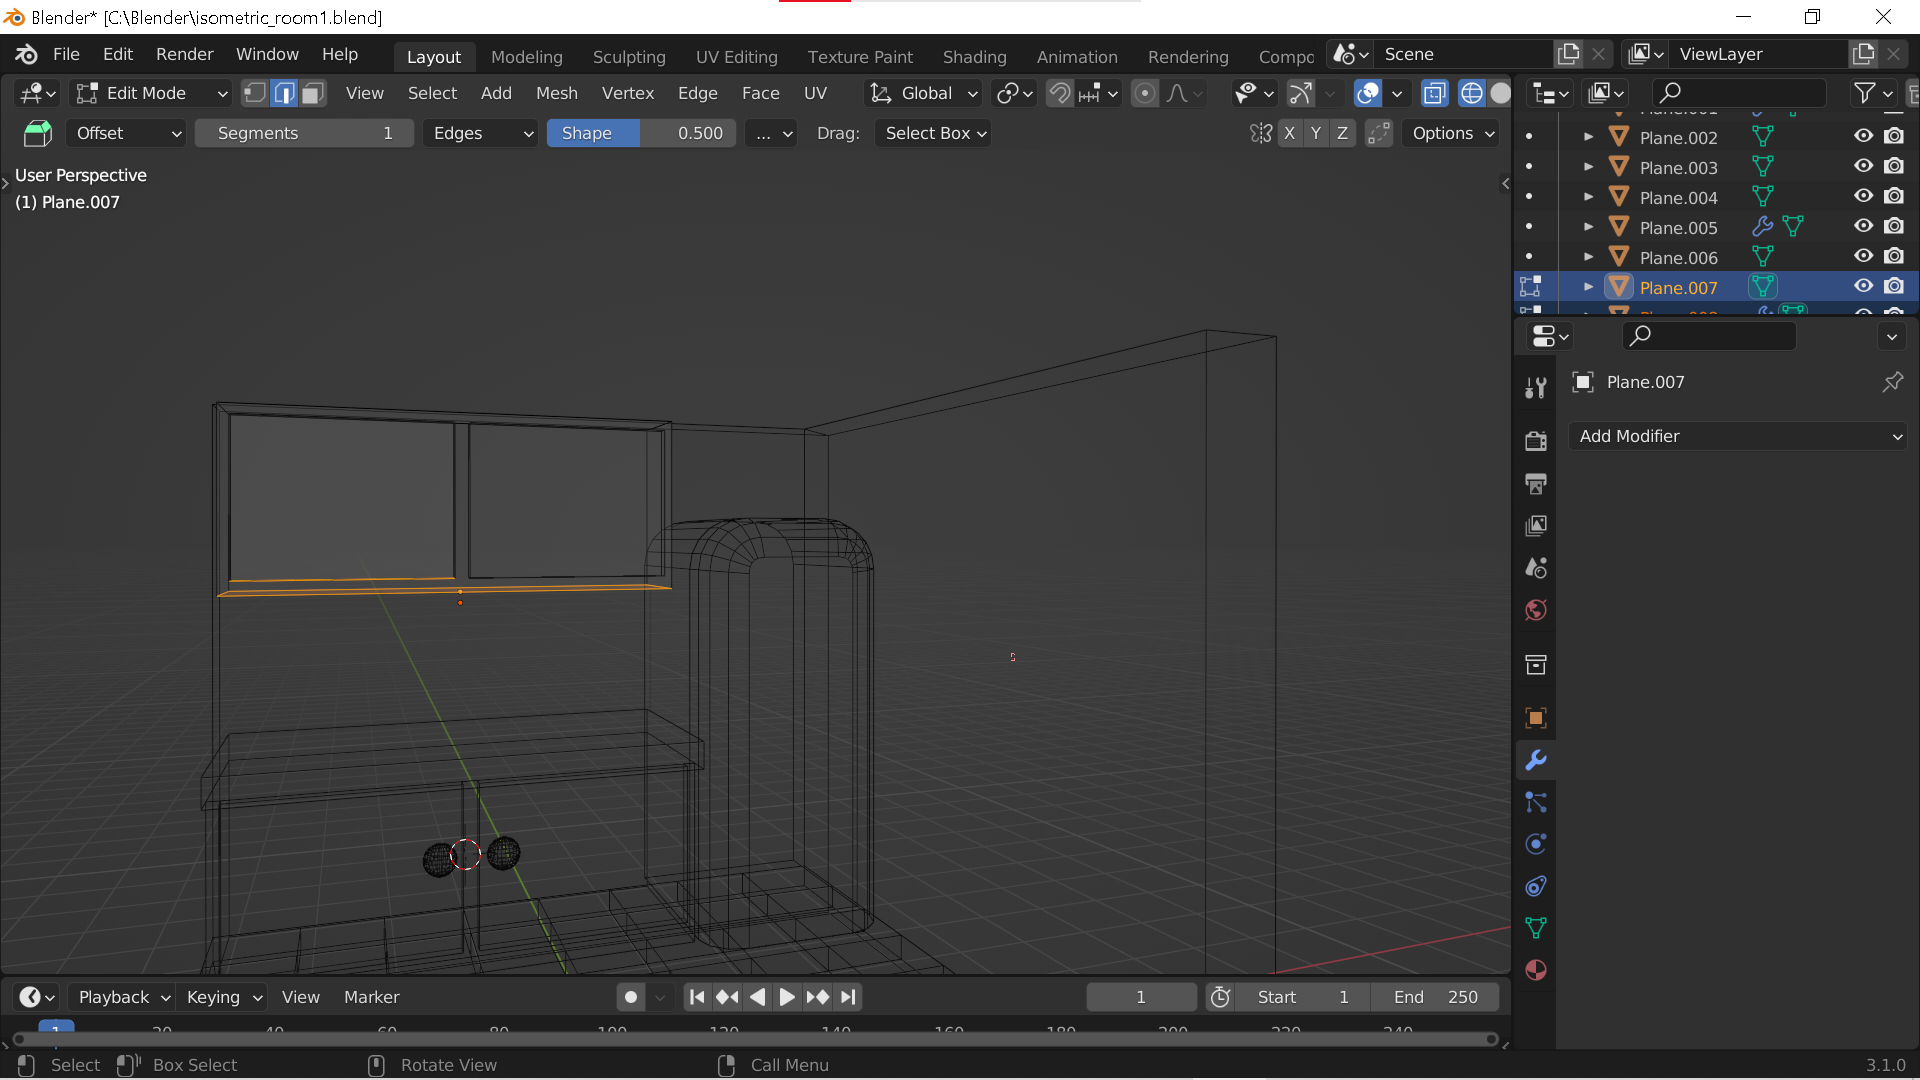 Blender* [C:\Blender\isometric_room1.blend]
File Edit Render Window Help Layout Modeling Sculpting UV Editing Texture Paint Shading Animation Rendering Compo Scene ViewLayer
Edit Mode View Select Add Mesh Vertex Edge Face UV Global
Offset Segments 1 Edges Shape 0.500 ... Drag: Select Box X Y Z Options
User Perspective
(1) Plane.007
Plane.002
Plane.003
Plane.004
Plane.005
Plane.006
Plane.007
Plane.007
Add Modifier
Playback Keying View Marker 1 Start 1 End 250
1 20 40 60 80 100 120 140 160 180 200 220 240
Select Box Select Rotate View Call Menu 3.1.0